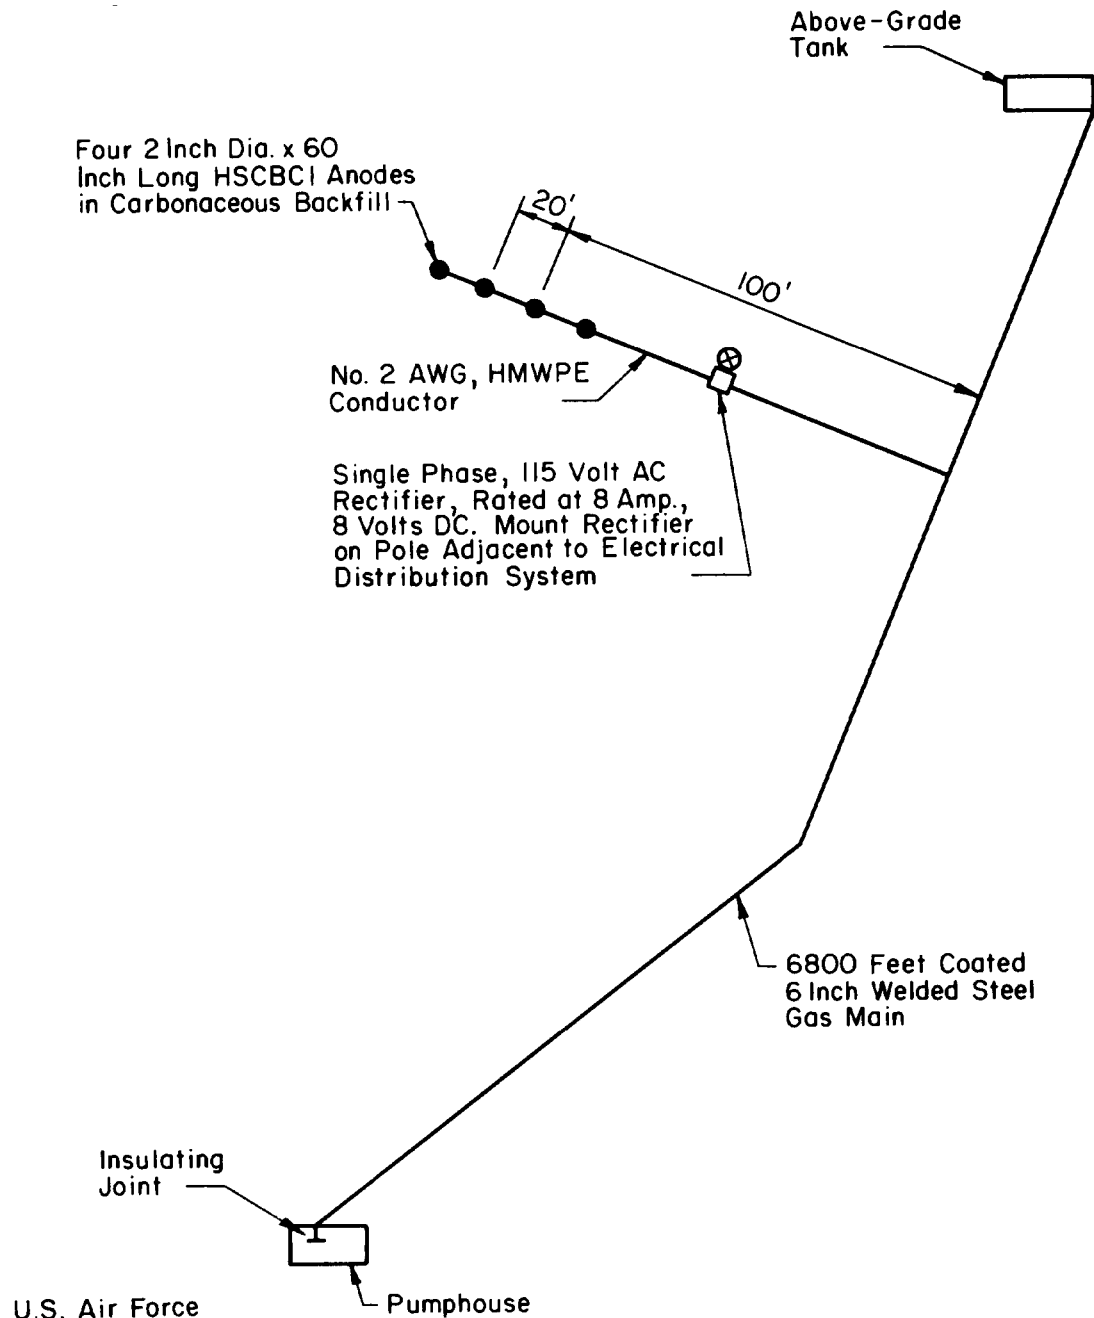 Above-Grade
Tank
Four 2 Inch Dia. x 60
Inch Long HSCBCI Anodes
in Carbonaceous Backfill
20'
100'
No. 2 AWG, HMWPE
Conductor
Single Phase, 115 Volt AC
Rectifier, Rated at 8 Amp.,
8 Volts DC. Mount Rectifier
on Pole Adjacent to Electrical
Distribution System
6800 Feet Coated
6 Inch Welded Steel
Gas Main
Insulating
Joint
Pumphouse
U.S. Air Force